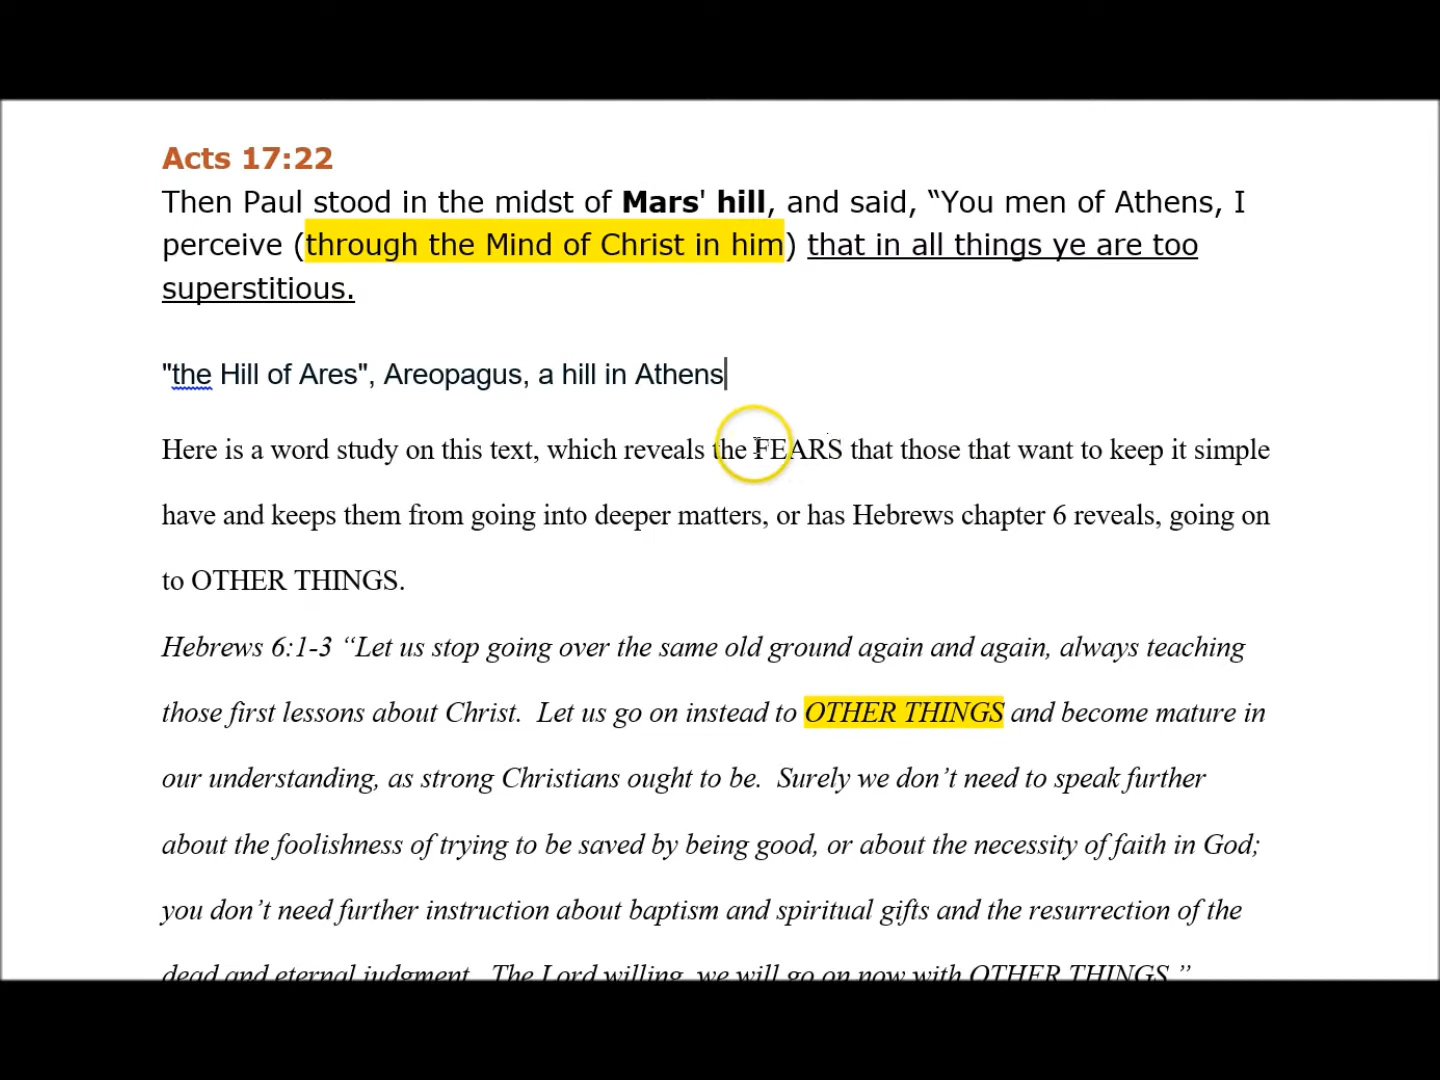 Acts 17:22
Then Paul stood in the midst of Mars' hill, and said, “You men of Athens, I
perceive (through the Mind of Christ in him) that in all things ye are too
superstitious.
"the Hill of Ares", Areopagus, a hill in Athens
Here is a word study on this text, which reveals the FEARS that those that want to keep it simple
have and keeps them from going into deeper matters, or has Hebrews chapter 6 reveals, going on
to OTHER THINGS.
Hebrews 6:1-3 “Let us stop going over the same old ground again and again, always teaching
those first lessons about Christ.  Let us go on instead to OTHER THINGS and become mature in
our understanding, as strong Christians ought to be.  Surely we don’t need to speak further
about the foolishness of trying to be saved by being good, or about the necessity of faith in God;
you don’t need further instruction about baptism and spiritual gifts and the resurrection of the
dead and eternal judgment.  The Lord willing, we will go on now with OTHER THINGS.”